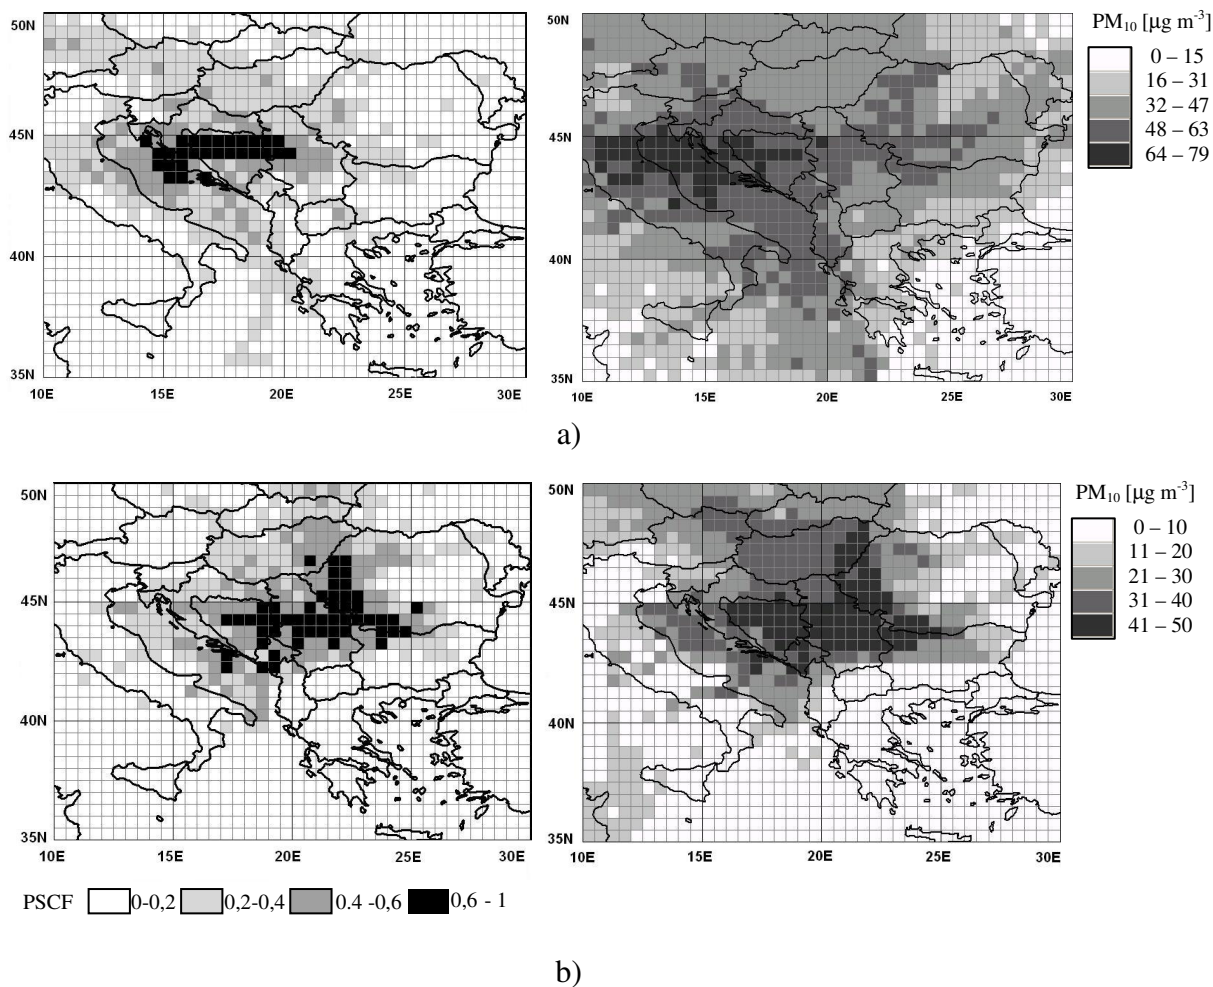 50N
45N
40N
35N
10E 15E 20E 25E 30E
50N
45N
40N
35N
10E 15E 20E 25E 30E
PM₁₀ [µg m⁻³]
0 – 15
16 – 31
32 – 47
48 – 63
64 – 79
a)
50N
45N
40N
35N
10E 15E 20E 25E 30E
50N
45N
40N
35N
10E 15E 20E 25E 30E
PM₁₀ [µg m⁻³]
0 – 10
11 – 20
21 – 30
31 – 40
41 – 50
PSCF 0-0,2 0,2-0,4 0.4 -0,6 0,6 - 1
b)